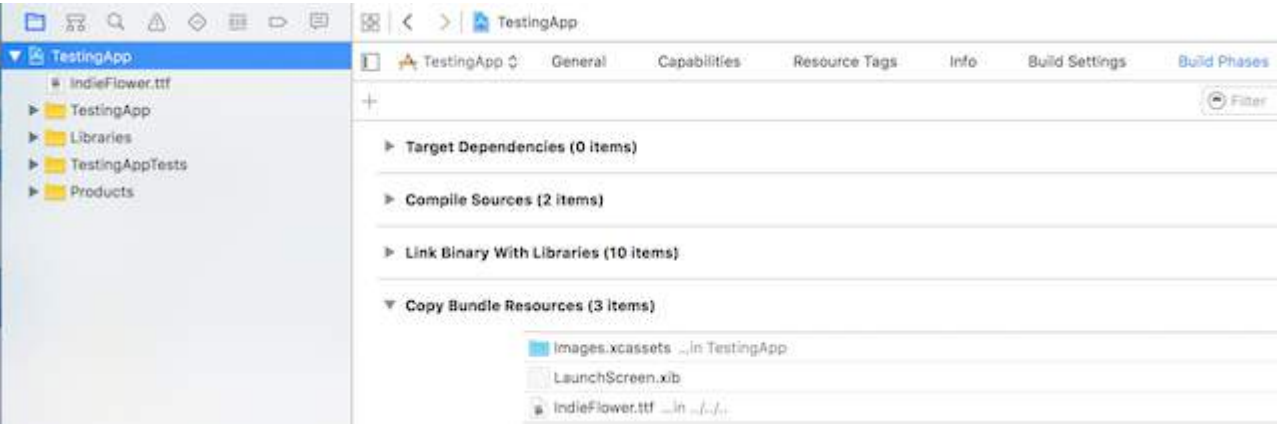 TestingApp
TestingApp
IndieFlower.ttf
TestingApp
Libraries
TestingAppTests
Products
TestingApp General Capabilities Resource Tags Info Build Settings Build Phases
+ Filter
Target Dependencies (0 items)
Compile Sources (2 items)
Link Binary With Libraries (10 items)
Copy Bundle Resources (3 items)
Images.xcassets ...in TestingApp
LaunchScreen.xib
IndieFlower.ttf ...in ../../..